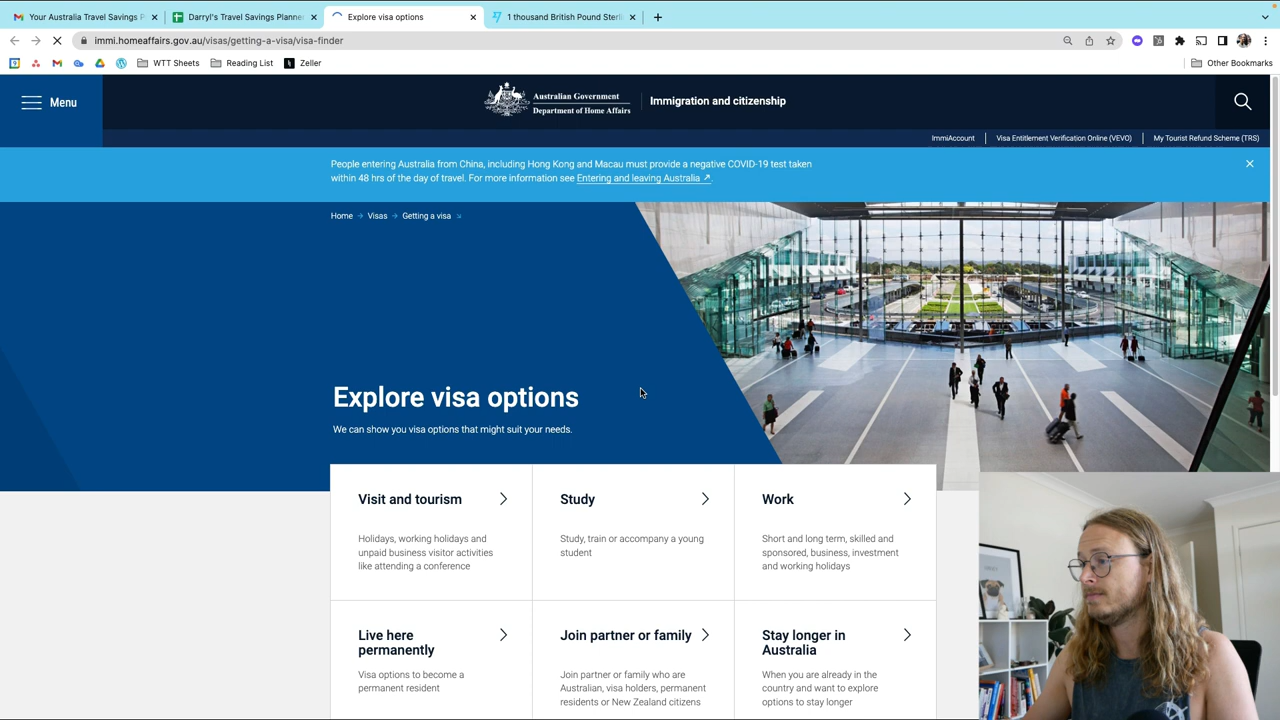 Your Australia Travel Savings P
Darryl's Travel Savings Planne
Explore visa options
1 thousand British Pound Sterli
immi.homeaffairs.gov.au/visas/getting-a-visa/visa-finder
WTT Sheets
Reading List
Zeller
Other Bookmarks
Menu
Australian Government
Department of Home Affairs
Immigration and citizenship
ImmiAccount
Visa Entitlement Verification Online (VEVO)
My Tourist Refund Scheme (TRS)
People entering Australia from China, including Hong Kong and Macau must provide a negative COVID-19 test taken
within 48 hrs of the day of travel. For more information see Entering and leaving Australia ↗.
Home
Visas
Getting a visa
Explore visa options
We can show you visa options that might suit your needs.
Visit and tourism
Holidays, working holidays and
unpaid business visitor activities
like attending a conference
Study
Study, train or accompany a young
student
Work
Short and long term, skilled and
sponsored, business, investment
and working holidays
Live here
permanently
Visa options to become a
permanent resident
Join partner or family
Join partner or family who are
Australian, visa holders, permanent
residents or New Zealand citizens
Stay longer in
Australia
When you are already in the
country and want to explore
options to stay longer